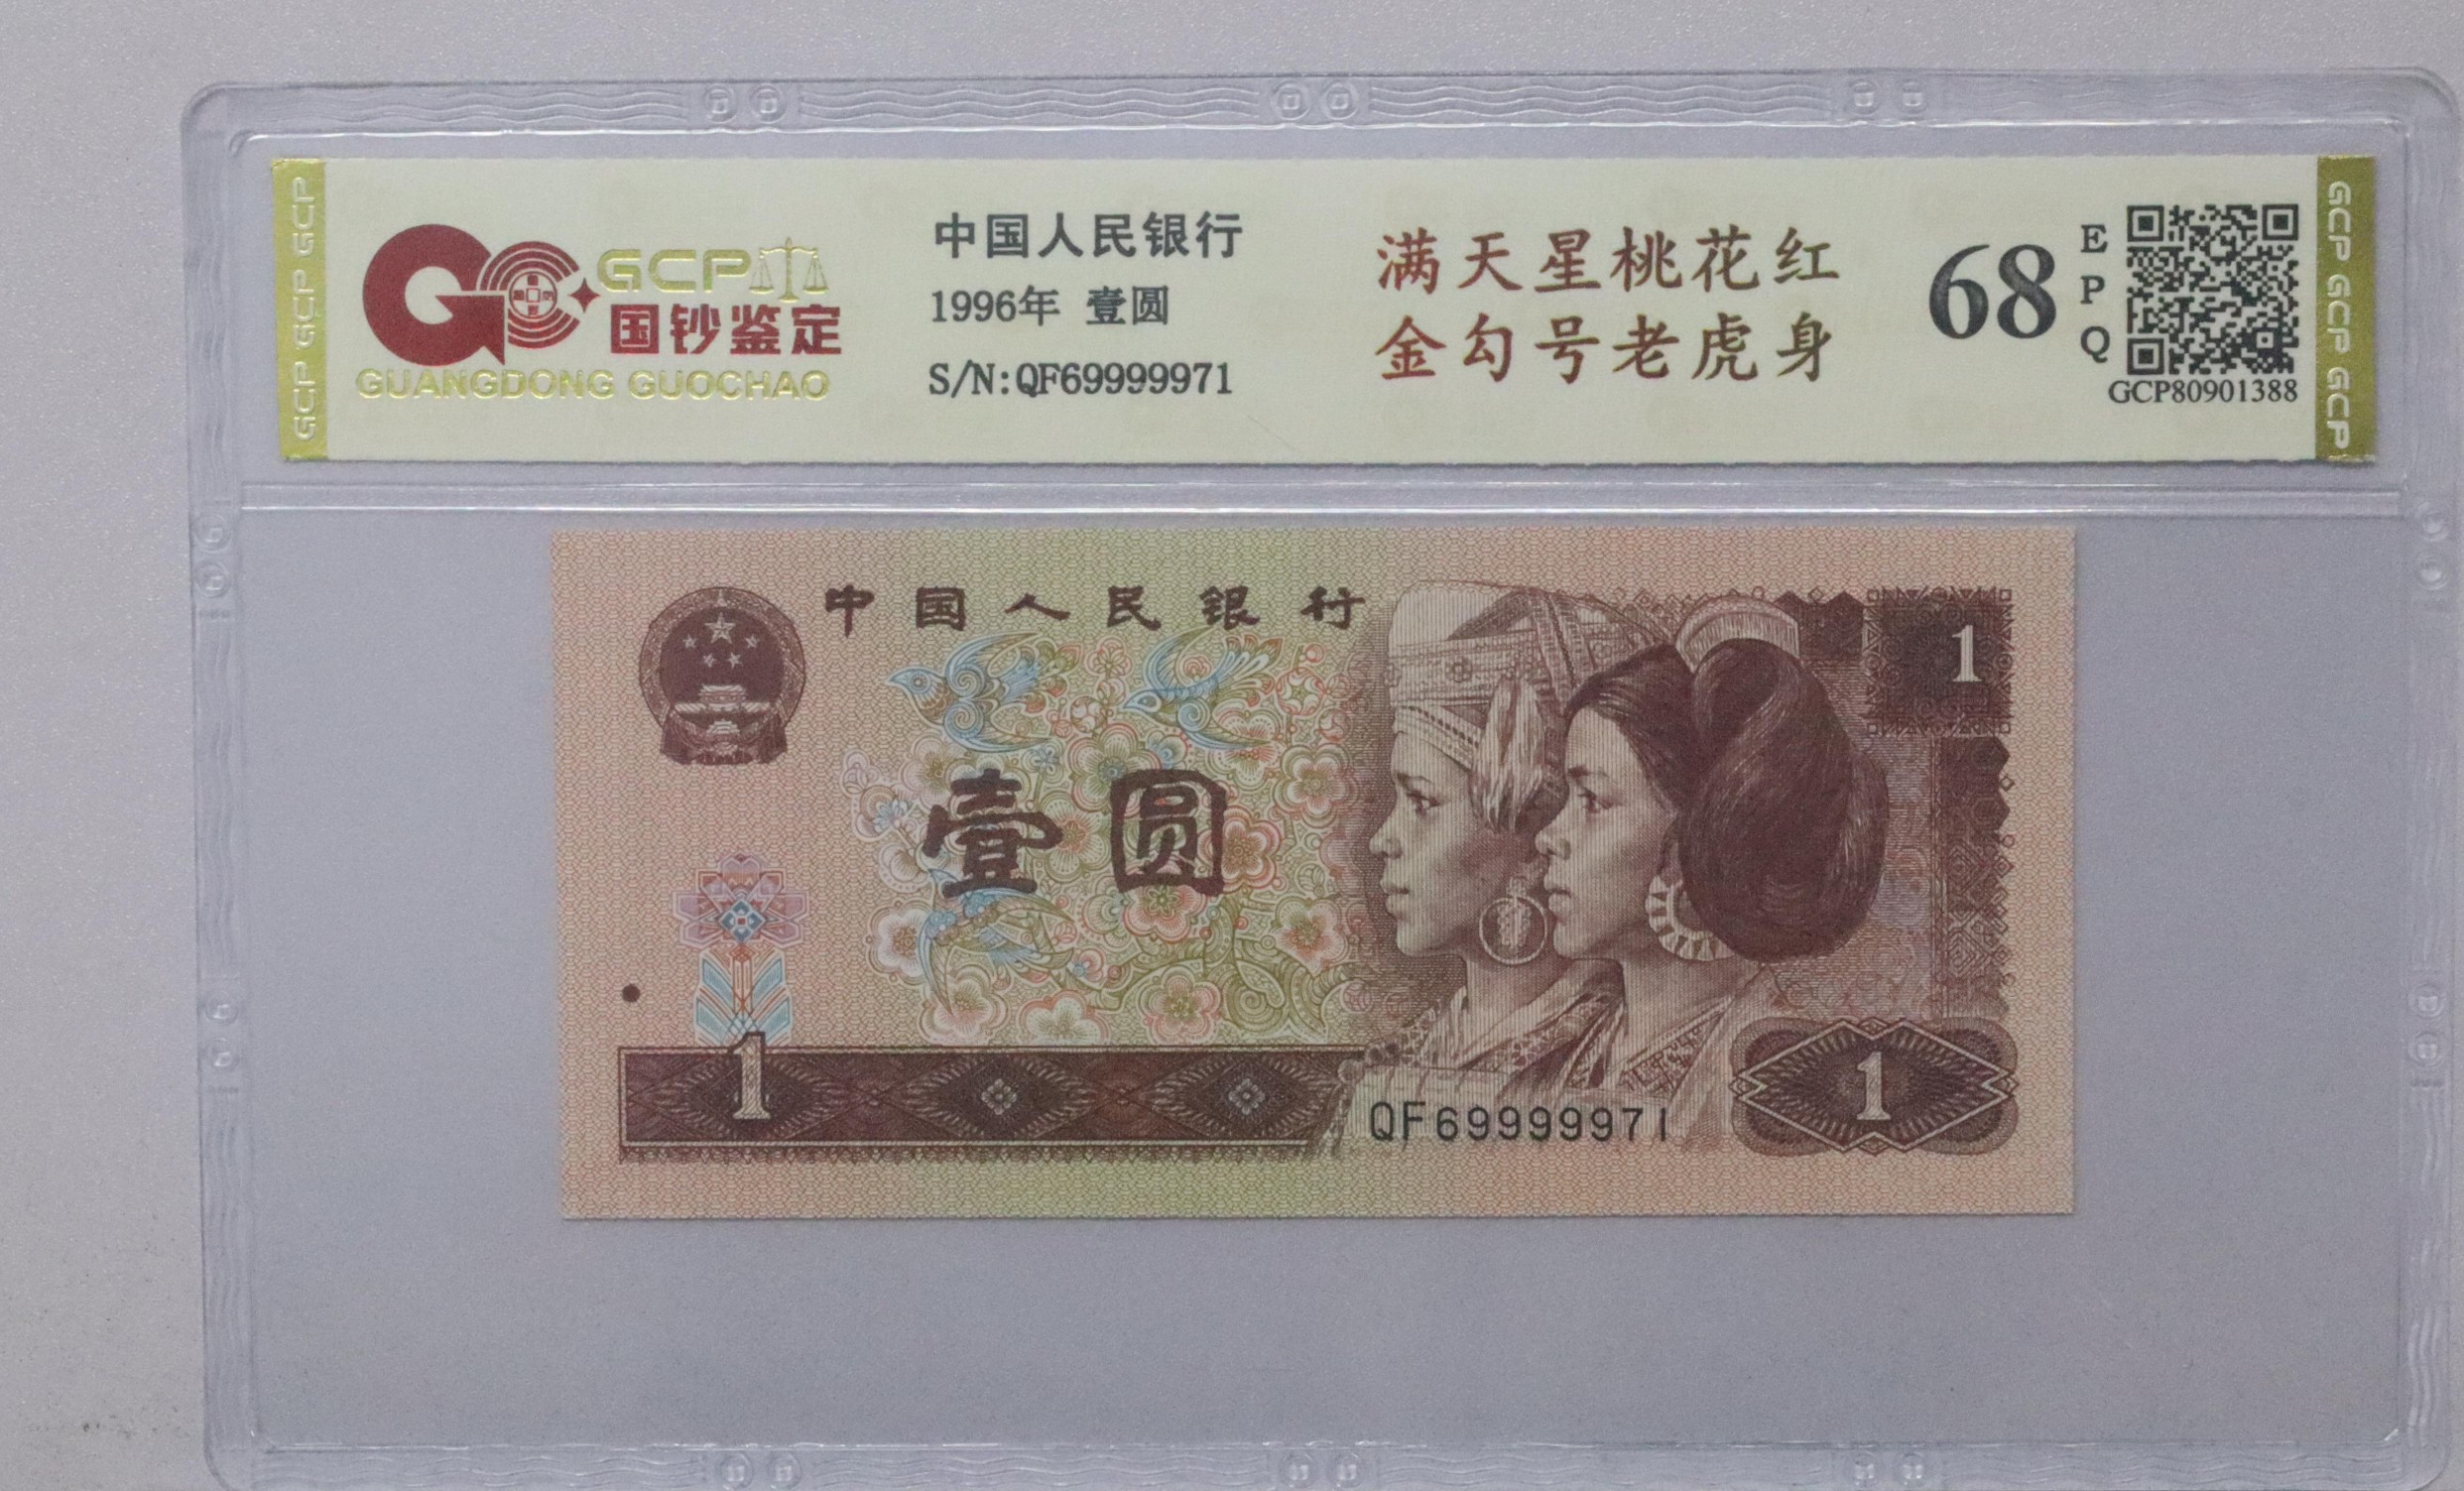 GCP GCP GCP
GCP
国钞鉴定
GUANGDONG GUOCHAO
中国人民银行
1996年 壹圆
S/N:QF69999971
满天星桃花红
金勾号老虎身
68
E
P
Q
GCP80901388
GCP GCP GCP GCP
中国人民银行
1
壹圆
1
QF69999971
1